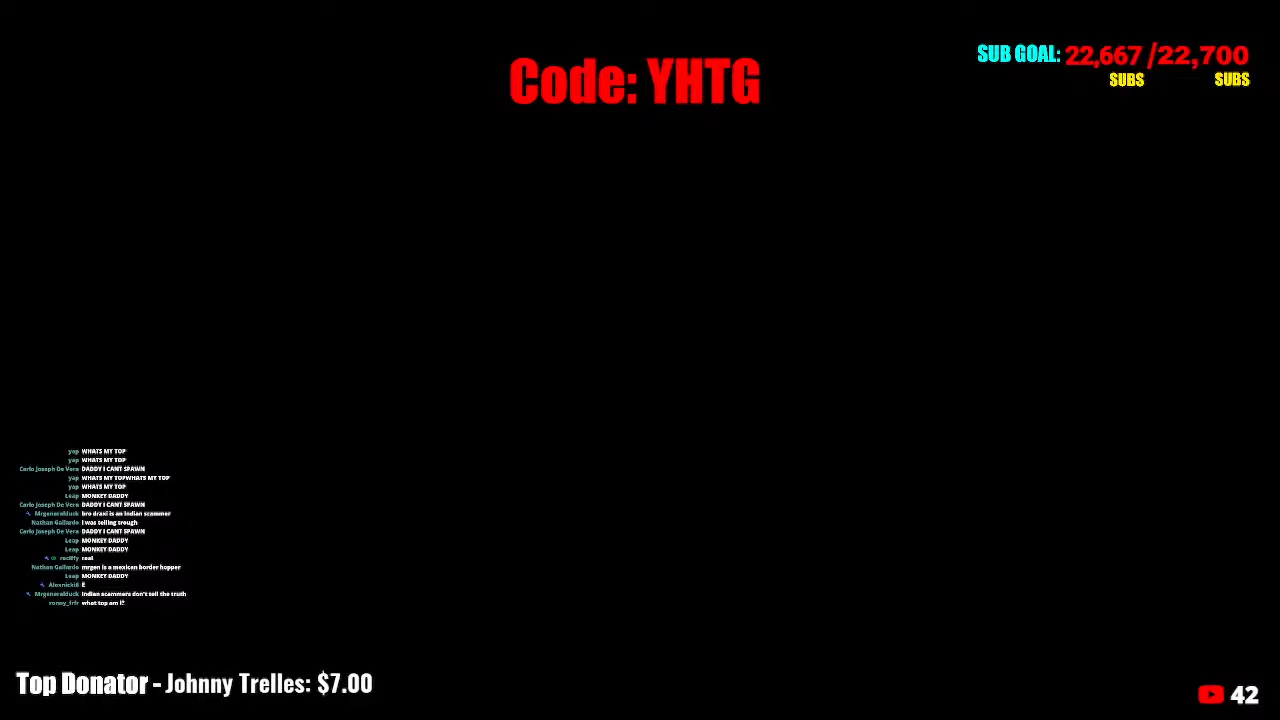 Code: YHTG
SUB GOAL: 22,667 / 22,700
SUBS SUBS
yap WHATS MY TOP
yap WHATS MY TOP
Carlo Joseph De Vera DADDY I CANT SPAWN
yap WHATS MY TOPWHATS MY TOP
yap WHATS MY TOP
Leap MONKEY DADDY
Carlo Joseph De Vera DADDY I CANT SPAWN
Mrgeneralduck bro draxi is an indian scammer
Nathan Gallardo I was telling trough
Carlo Joseph De Vera DADDY I CANT SPAWN
Leap MONKEY DADDY
Leap MONKEY DADDY
real
Nathan Gallardo mrgen is a mexican border hopper
Leap MONKEY DADDY
E
Mrgeneralduck indian scammers don't tell the truth
ronny_frfr what top am i?
Top Donator - Johnny Trelles: $7.00
42